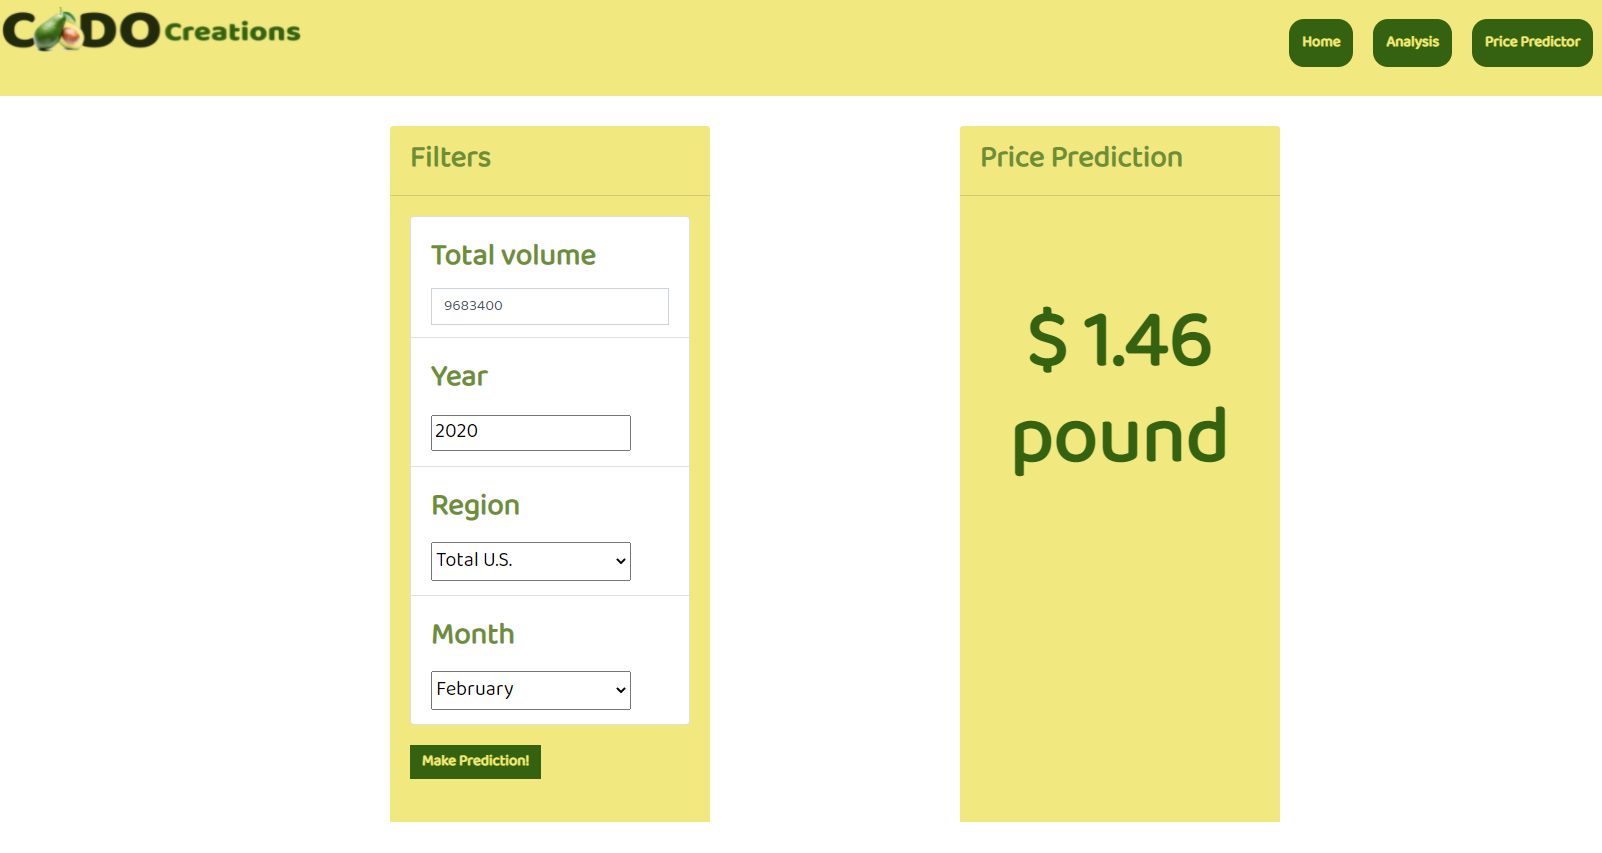 CADO Creations
Home Analysis Price Predictor
Filters
Total volume
9683400
Year
2020
Region
Total U.S.
Month
February
Make Prediction!
Price Prediction
$ 1.46
pound